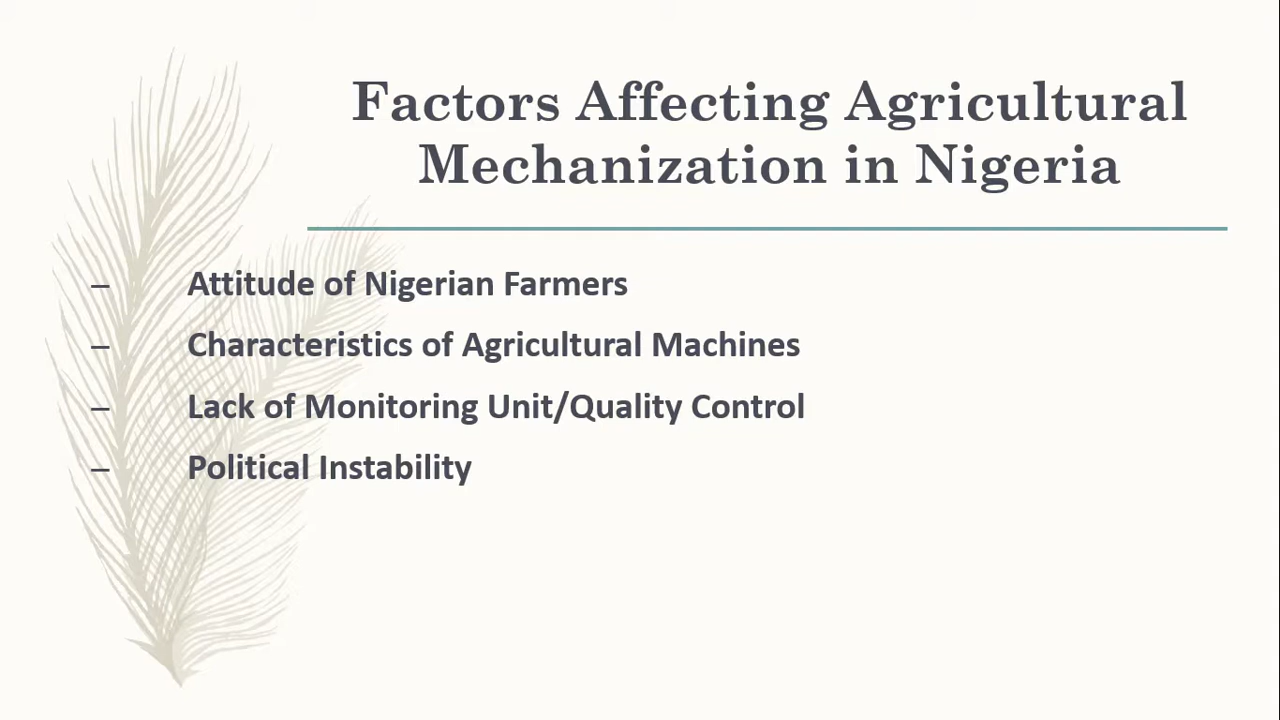 Factors Affecting Agricultural
Mechanization in Nigeria
– Attitude of Nigerian Farmers
– Characteristics of Agricultural Machines
– Lack of Monitoring Unit/Quality Control
– Political Instability